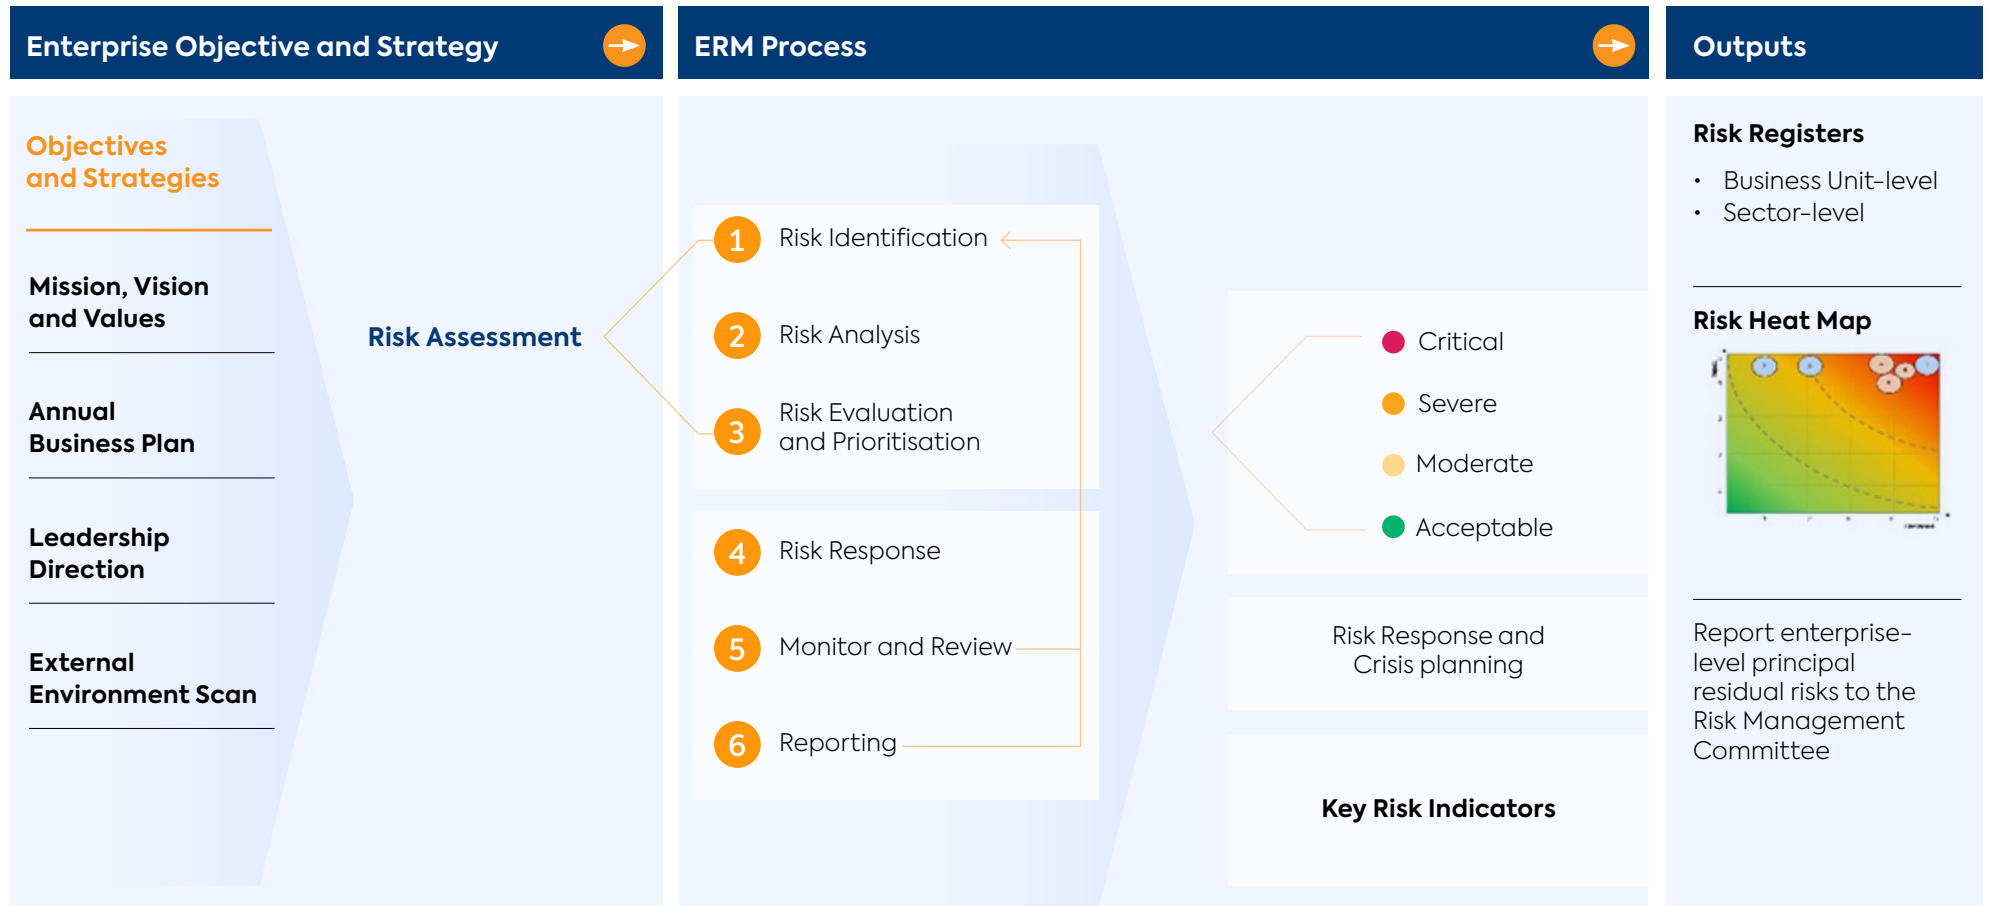 Enterprise Objective and Strategy
ERM Process
Outputs
Objectives
and Strategies
Mission, Vision
and Values
Annual
Business Plan
Leadership
Direction
External
Environment Scan
Risk Assessment
1 Risk Identification
2 Risk Analysis
3 Risk Evaluation
and Prioritisation
4 Risk Response
5 Monitor and Review
6 Reporting
Critical
Severe
Moderate
Acceptable
Risk Response and
Crisis planning
Key Risk Indicators
Risk Registers
• Business Unit-level
• Sector-level
Risk Heat Map
Report enterprise-
level principal
residual risks to the
Risk Management
Committee